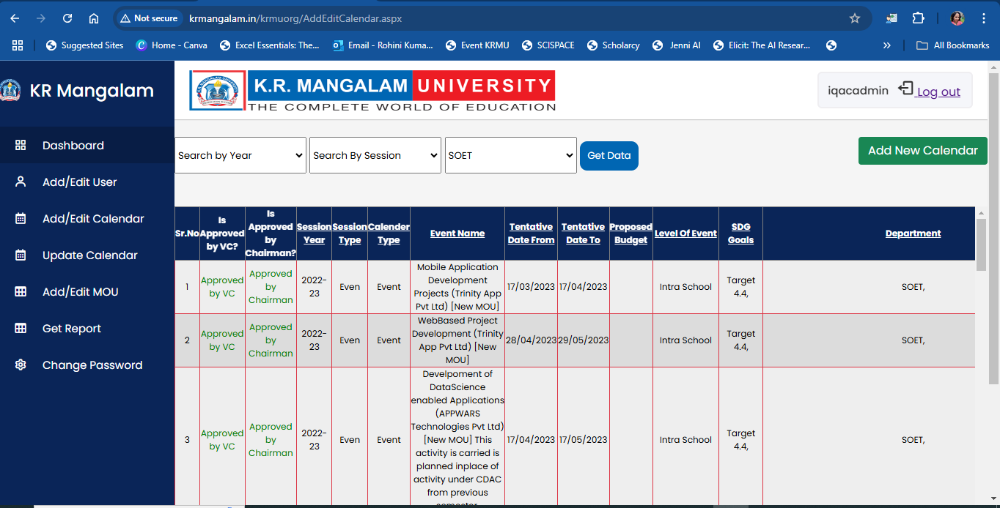 Not secure krmangalam.in/krmuorg/AddEditCalendar.aspx
Suggested Sites Home - Canva Excel Essentials: The... Email - Rohini Kuma... Event KRMU SCISPACE Scholarcy Jenni AI Elicit: The AI Resear... » All Bookmarks
KR Mangalam
K.R. MANGALAM UNIVERSITY
THE COMPLETE WORLD OF EDUCATION
iqacadmin Log out
Dashboard
Add/Edit User
Add/Edit Calendar
Update Calendar
Add/Edit MOU
Get Report
Change Password
Search by Year Search By Session SOET Get Data Add New Calendar
Sr.No Is Approved by VC? Is Approved by Chairman? Session Year Session Type Calender Type Event Name Tentative Date From Tentative Date To Proposed Budget Level Of Event SDG Goals Department
1 Approved by VC Approved by Chairman 2022-23 Even Event Mobile Application Development Projects (Trinity App Pvt Ltd) [New MOU] 17/03/2023 17/04/2023 Intra School Target 4.4, SOET,
2 Approved by VC Approved by Chairman 2022-23 Even Event WebBased Project Development (Trinity App Pvt Ltd) [New MOU] 28/04/2023 29/05/2023 Intra School Target 4.4, SOET,
3 Approved by VC Approved by Chairman 2022-23 Even Event Develpoment of DataScience enabled Applications (APPWARS Technologies Pvt Ltd) [New MOU] This activity is carried is planned inplace of activity under CDAC from previous semester 17/04/2023 17/05/2023 Intra School Target 4.4, SOET,